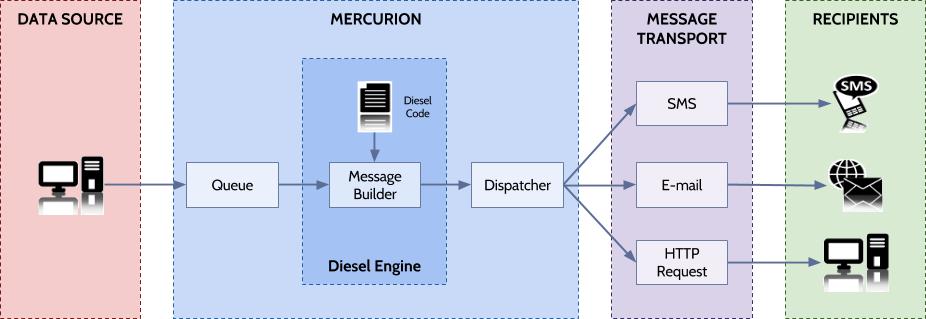 DATA SOURCE
MERCURION
MESSAGE
TRANSPORT
RECIPIENTS
Diesel
Code
Queue
Message
Builder
Diesel Engine
Dispatcher
SMS
E-mail
HTTP
Request
SMS